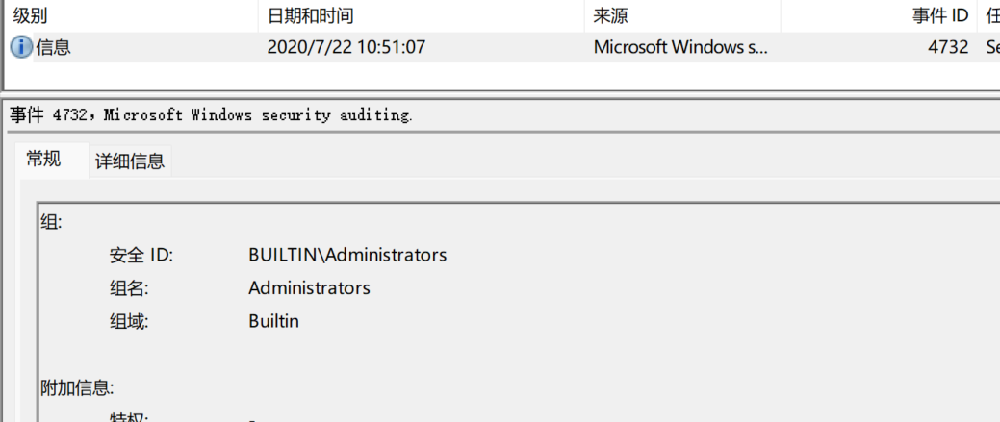 级别 日期和时间 来源 事件 ID
信息 2020/7/22 10:51:07 Microsoft Windows s... 4732 Se
事件 4732，Microsoft Windows security auditing.
常规 详细信息
组:
安全 ID: BUILTIN\Administrators
组名: Administrators
组域: Builtin
附加信息:
特权: -